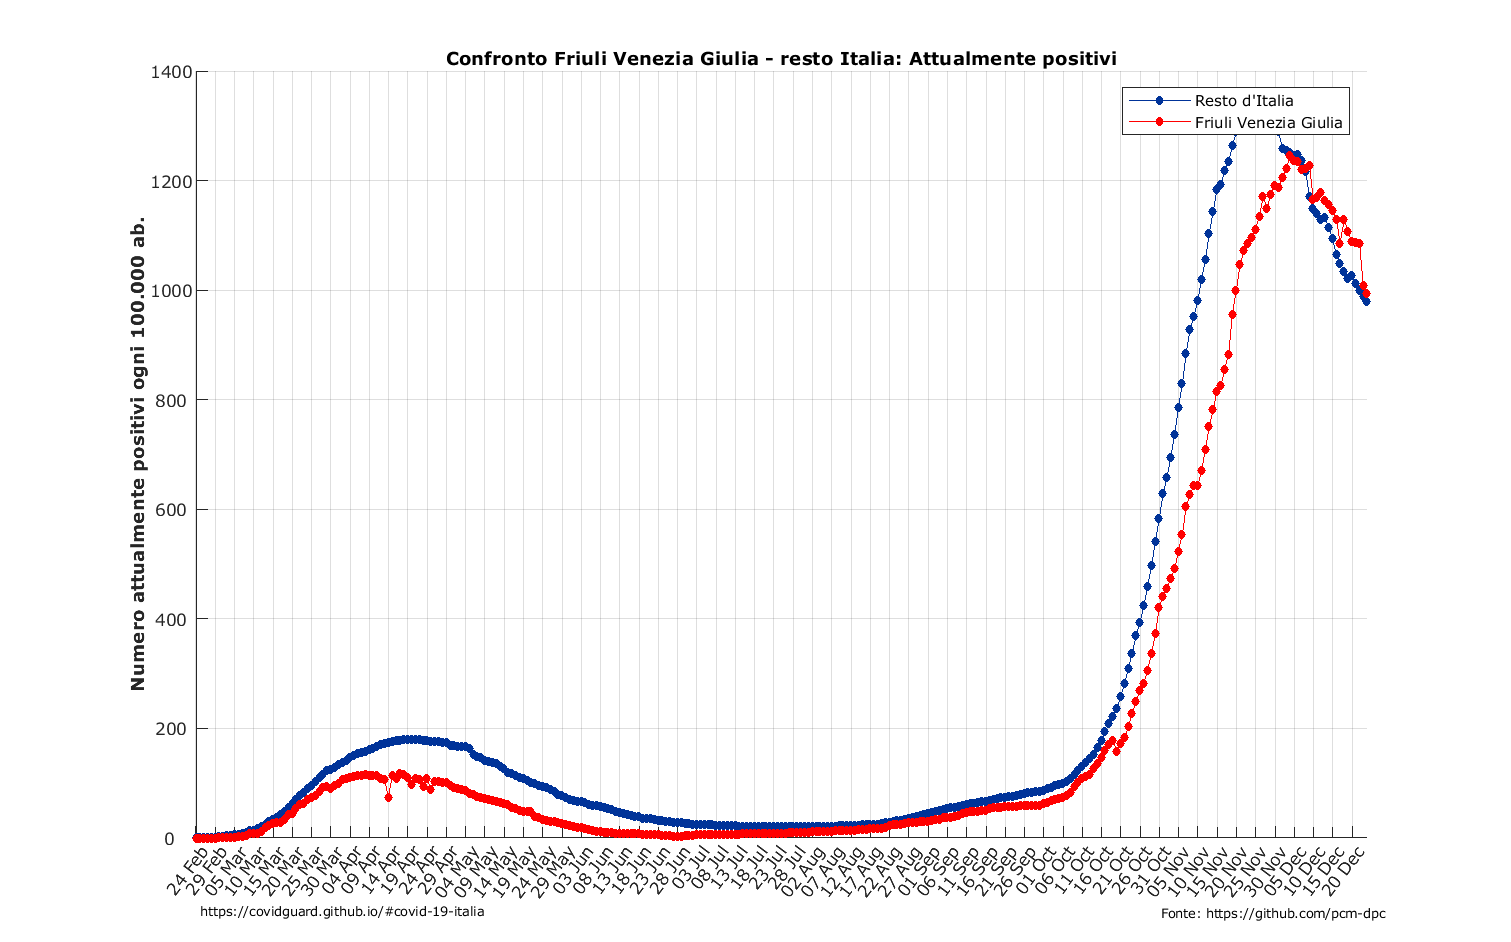 Confronto Friuli Venezia Giulia - resto Italia: Attualmente positivi
Resto d'Italia
Friuli Venezia Giulia
Numero attualmente positivi ogni 100.000 ab.
1400
1200
1000
800
600
400
200
0
24 Feb
29 Feb
05 Mar
10 Mar
15 Mar
20 Mar
25 Mar
30 Mar
04 Apr
09 Apr
14 Apr
19 Apr
24 Apr
29 Apr
04 May
09 May
14 May
19 May
24 May
29 May
03 Jun
08 Jun
13 Jun
18 Jun
23 Jun
28 Jun
03 Jul
08 Jul
13 Jul
18 Jul
23 Jul
28 Jul
02 Aug
07 Aug
12 Aug
17 Aug
22 Aug
27 Aug
01 Sep
06 Sep
11 Sep
16 Sep
21 Sep
26 Sep
01 Oct
06 Oct
11 Oct
16 Oct
21 Oct
26 Oct
31 Oct
05 Nov
10 Nov
15 Nov
20 Nov
25 Nov
30 Nov
05 Dec
10 Dec
15 Dec
20 Dec
https://covidguard.github.io/#covid-19-italia
Fonte: https://github.com/pcm-dpc